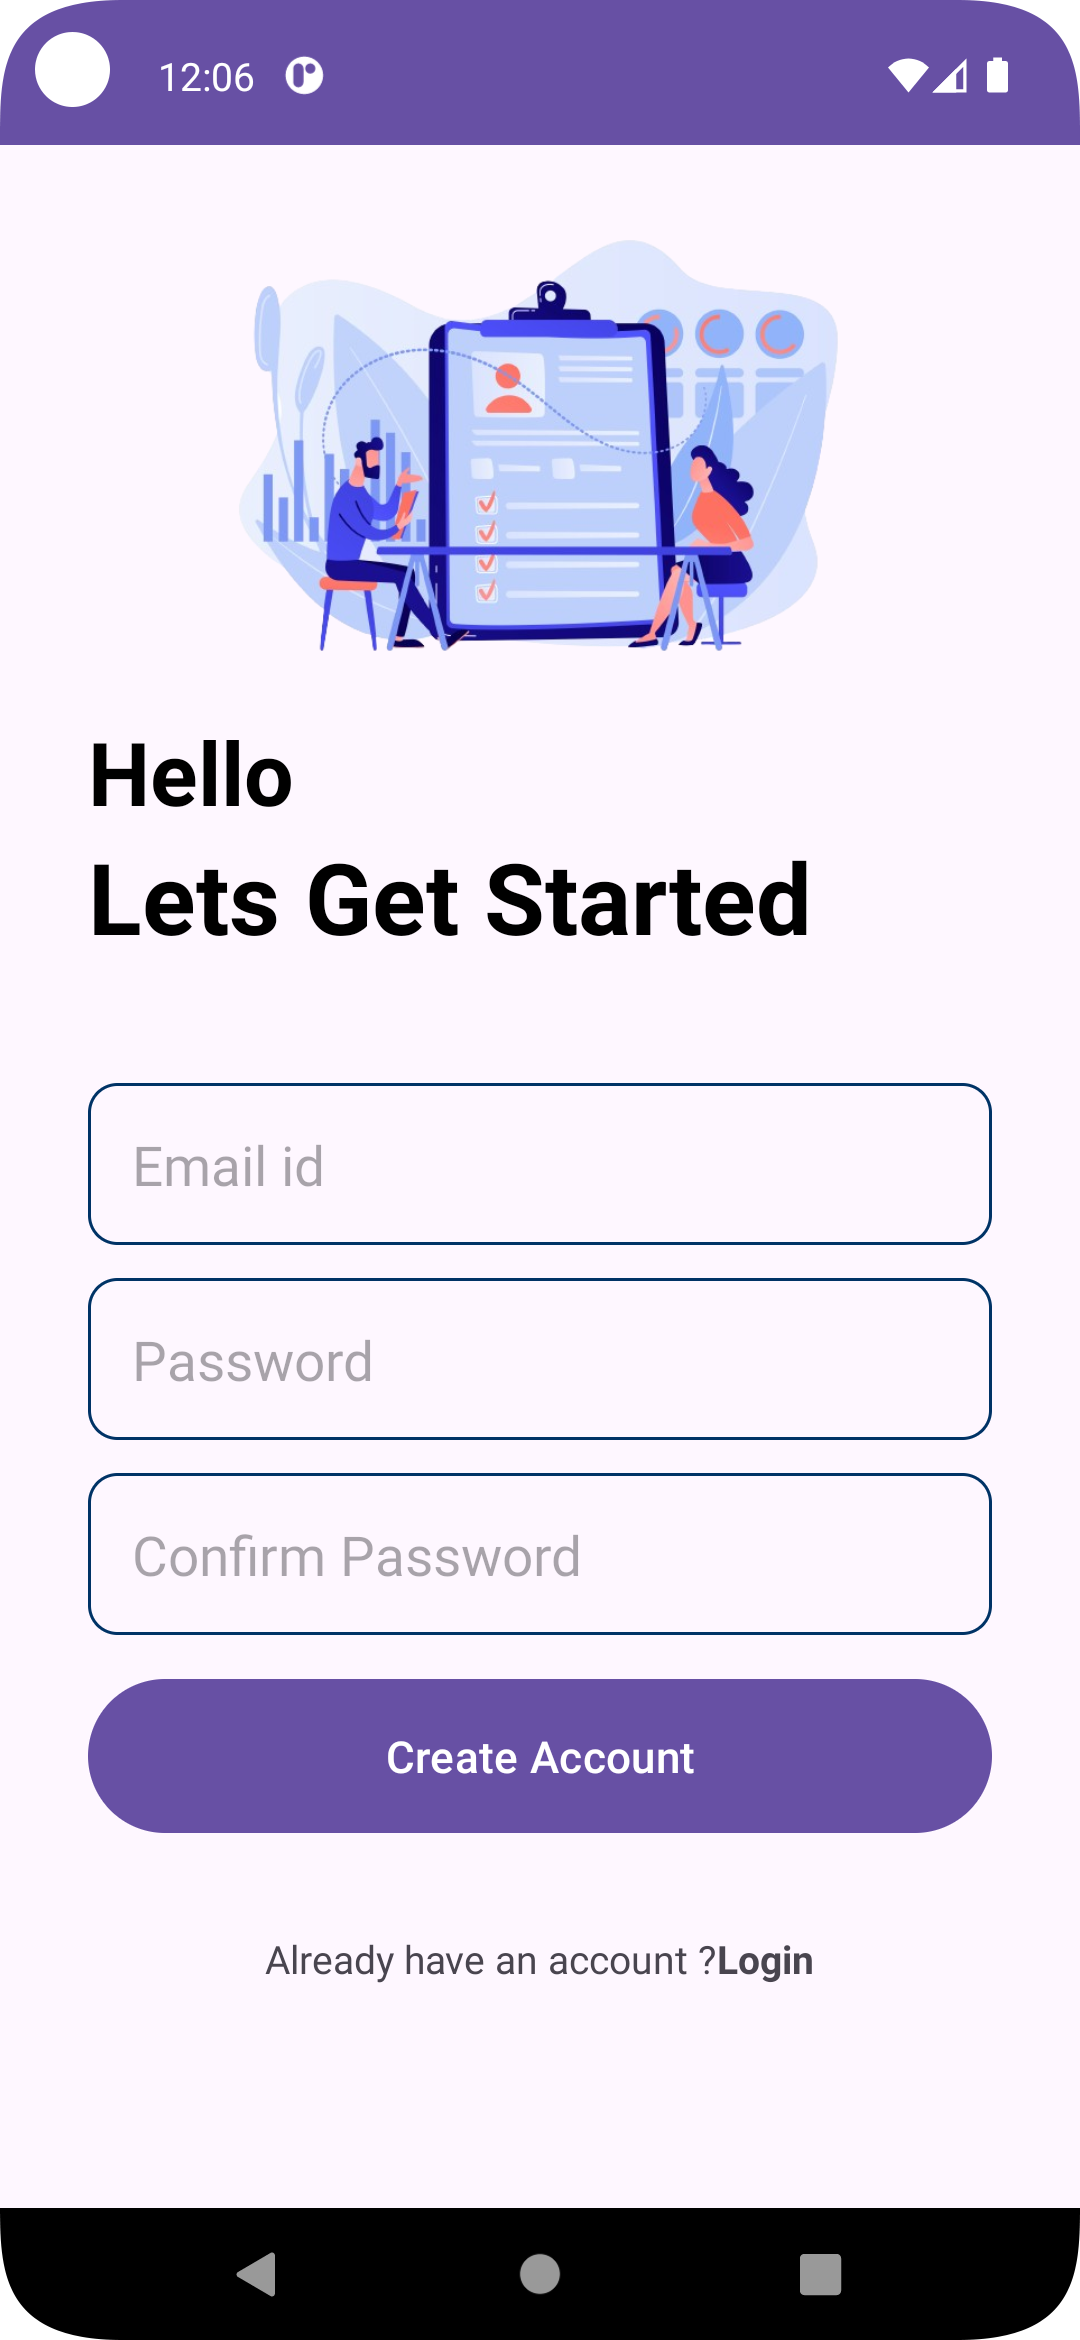 12:06
Hello
Lets Get Started
Email id
Password
Confirm Password
Create Account
Already have an account ?Login